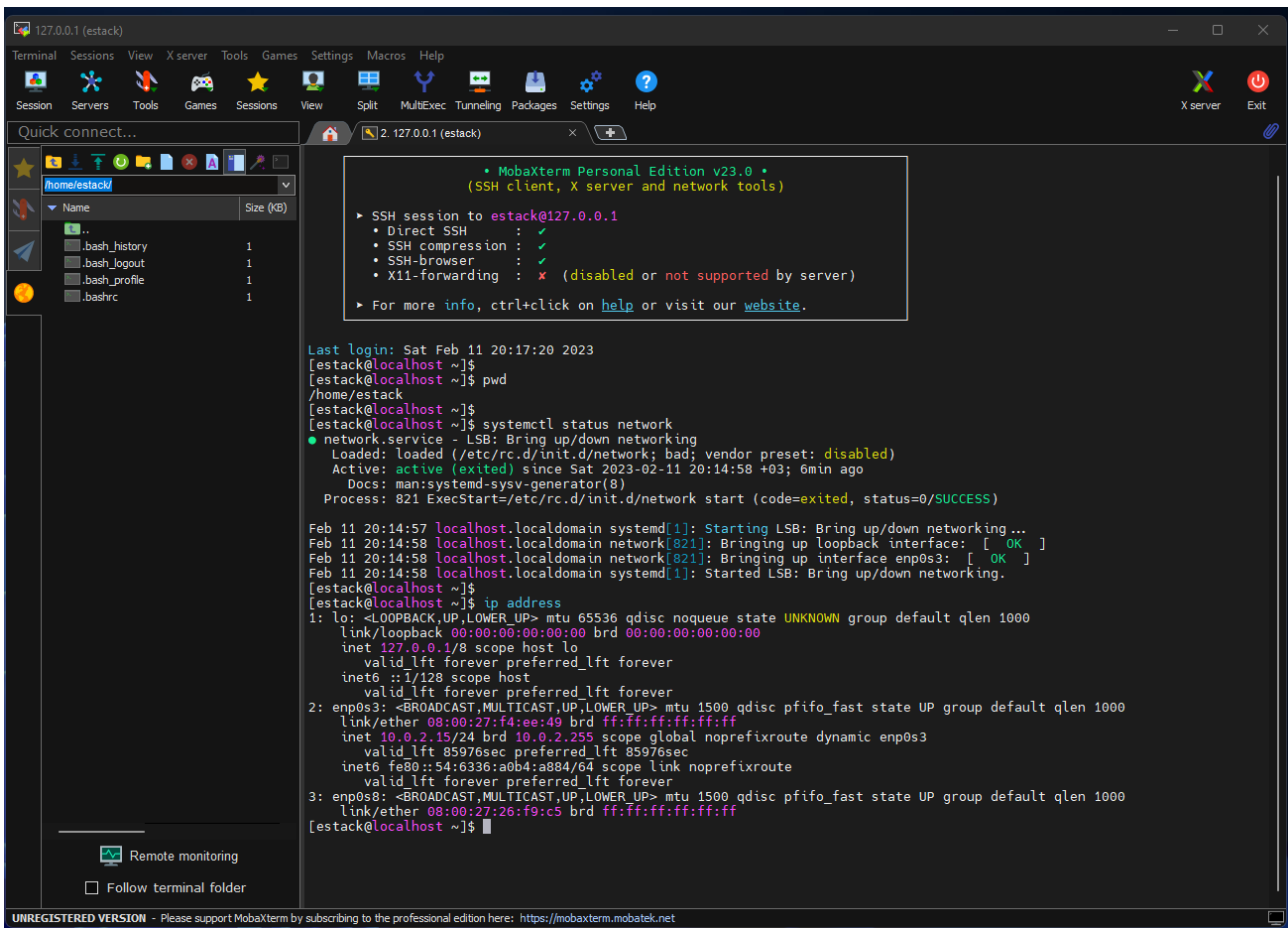 127.0.0.1 (estack)
Terminal Sessions View X server Tools Games Settings Macros Help
Session Servers Tools Games Sessions View Split MultiExec Tunneling Packages Settings Help X server Exit
Quick connect...
2. 127.0.0.1 (estack)
/home/estack/
Name Size (KB)
..
.bash_history 1
.bash_logout 1
.bash_profile 1
.bashrc 1
• MobaXterm Personal Edition v23.0 •
(SSH client, X server and network tools)
► SSH session to estack@127.0.0.1
• Direct SSH : ✔
• SSH compression : ✔
• SSH-browser : ✔
• X11-forwarding : ✘ (disabled or not supported by server)
► For more info, ctrl+click on help or visit our website.
Last login: Sat Feb 11 20:17:20 2023
[estack@localhost ~]$
[estack@localhost ~]$ pwd
/home/estack
[estack@localhost ~]$
[estack@localhost ~]$ systemctl status network
● network.service - LSB: Bring up/down networking
Loaded: loaded (/etc/rc.d/init.d/network; bad; vendor preset: disabled)
Active: active (exited) since Sat 2023-02-11 20:14:58 +03; 6min ago
Docs: man:systemd-sysv-generator(8)
Process: 821 ExecStart=/etc/rc.d/init.d/network start (code=exited, status=0/SUCCESS)
Feb 11 20:14:57 localhost.localdomain systemd[1]: Starting LSB: Bring up/down networking...
Feb 11 20:14:58 localhost.localdomain network[821]: Bringing up loopback interface: [ OK ]
Feb 11 20:14:58 localhost.localdomain network[821]: Bringing up interface enp0s3: [ OK ]
Feb 11 20:14:58 localhost.localdomain systemd[1]: Started LSB: Bring up/down networking.
[estack@localhost ~]$
[estack@localhost ~]$ ip address
1: lo: <LOOPBACK,UP,LOWER_UP> mtu 65536 qdisc noqueue state UNKNOWN group default qlen 1000
link/loopback 00:00:00:00:00:00 brd 00:00:00:00:00:00
inet 127.0.0.1/8 scope host lo
valid_lft forever preferred_lft forever
inet6 ::1/128 scope host
valid_lft forever preferred_lft forever
2: enp0s3: <BROADCAST,MULTICAST,UP,LOWER_UP> mtu 1500 qdisc pfifo_fast state UP group default qlen 1000
link/ether 08:00:27:f4:ee:49 brd ff:ff:ff:ff:ff:ff
inet 10.0.2.15/24 brd 10.0.2.255 scope global noprefixroute dynamic enp0s3
valid_lft 85976sec preferred_lft 85976sec
inet6 fe80::54:6336:a0b4:a884/64 scope link noprefixroute
valid_lft forever preferred_lft forever
3: enp0s8: <BROADCAST,MULTICAST,UP,LOWER_UP> mtu 1500 qdisc pfifo_fast state UP group default qlen 1000
link/ether 08:00:27:26:f9:c5 brd ff:ff:ff:ff:ff:ff
[estack@localhost ~]$
Remote monitoring
Follow terminal folder
UNREGISTERED VERSION - Please support MobaXterm by subscribing to the professional edition here: https://mobaxterm.mobatek.net